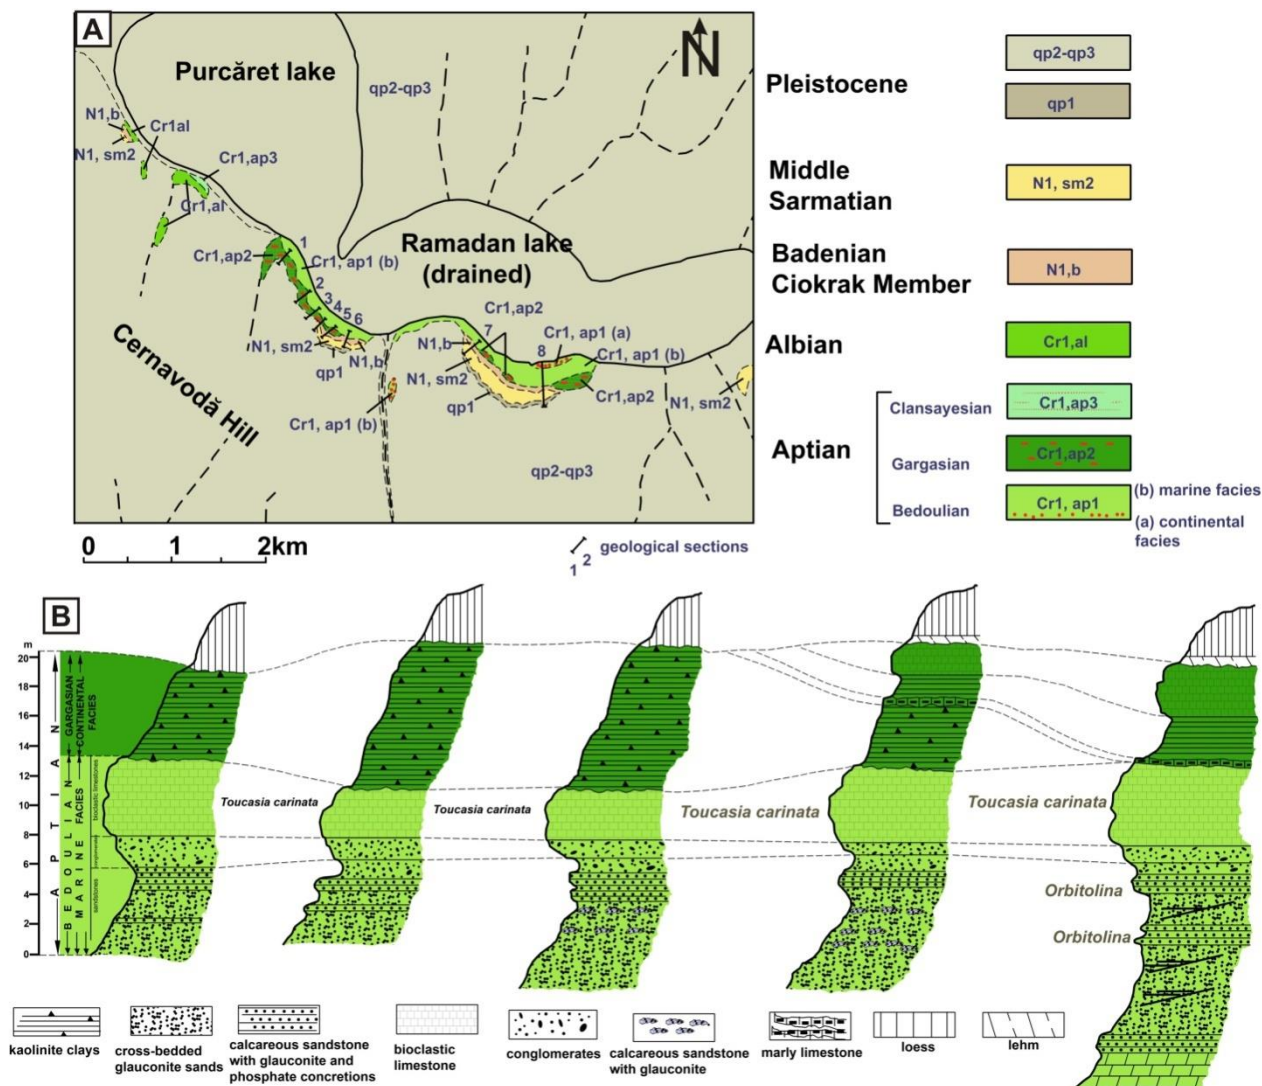 A
N
Purcăret lake
qp2-qp3
N1,b
Cr1al
N1, sm2
Cr1,ap3
Cr1,al
1
Cr1,ap2
Cr1, ap1 (b)
2
3
4
5
6
Ramadan lake
(drained)
Cr1,ap2
N1,b
7
8
Cr1, ap1 (a)
Cr1, ap1 (b)
N1, sm2
qp1
N1,b
N1, sm2
qp1
Cr1,ap2
N1, sm2
Cr1, ap1 (b)
Cernavodă Hill
qp2-qp3
0
1
2km
1 2 geological sections
Pleistocene
qp2-qp3
qp1
Middle
Sarmatian
N1, sm2
Badenian
Ciokrak Member
N1,b
Albian
Cr1,al
Aptian
Clansayesian
Cr1,ap3
Gargasian
Cr1,ap2
Bedoulian
Cr1, ap1
(b) marine facies
(a) continental
facies
B
m
20
18
16
14
12
10
8
6
4
2
0
APTIAN
GARGASIAN
CONTINENTAL
FACIES
BEDOULIAN
MARINE FACIES
bioclastic limestones
conglomerates
sandstones
Toucasia carinata
Toucasia carinata
Toucasia carinata
Toucasia carinata
Orbitolina
Orbitolina
kaolinite clays
cross-bedded
glauconite sands
calcareous sandstone
with glauconite and
phosphate concretions
bioclastic
limestone
conglomerates
calcareous sandstone
with glauconite
marly limestone
loess
lehm